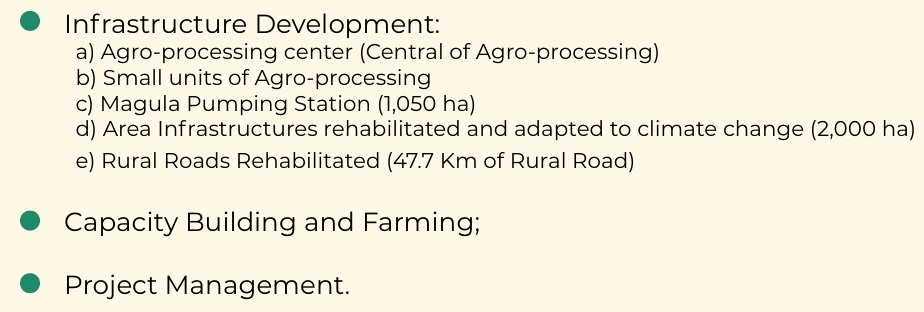 Infrastructure Development:
a) Agro-processing center (Central of Agro-processing)
b) Small units of Agro-processing
c) Magula Pumping Station (1,050 ha)
d) Area Infrastructures rehabilitated and adapted to climate change (2,000 ha)
e) Rural Roads Rehabilitated (47.7 Km of Rural Road)
Capacity Building and Farming;
Project Management.